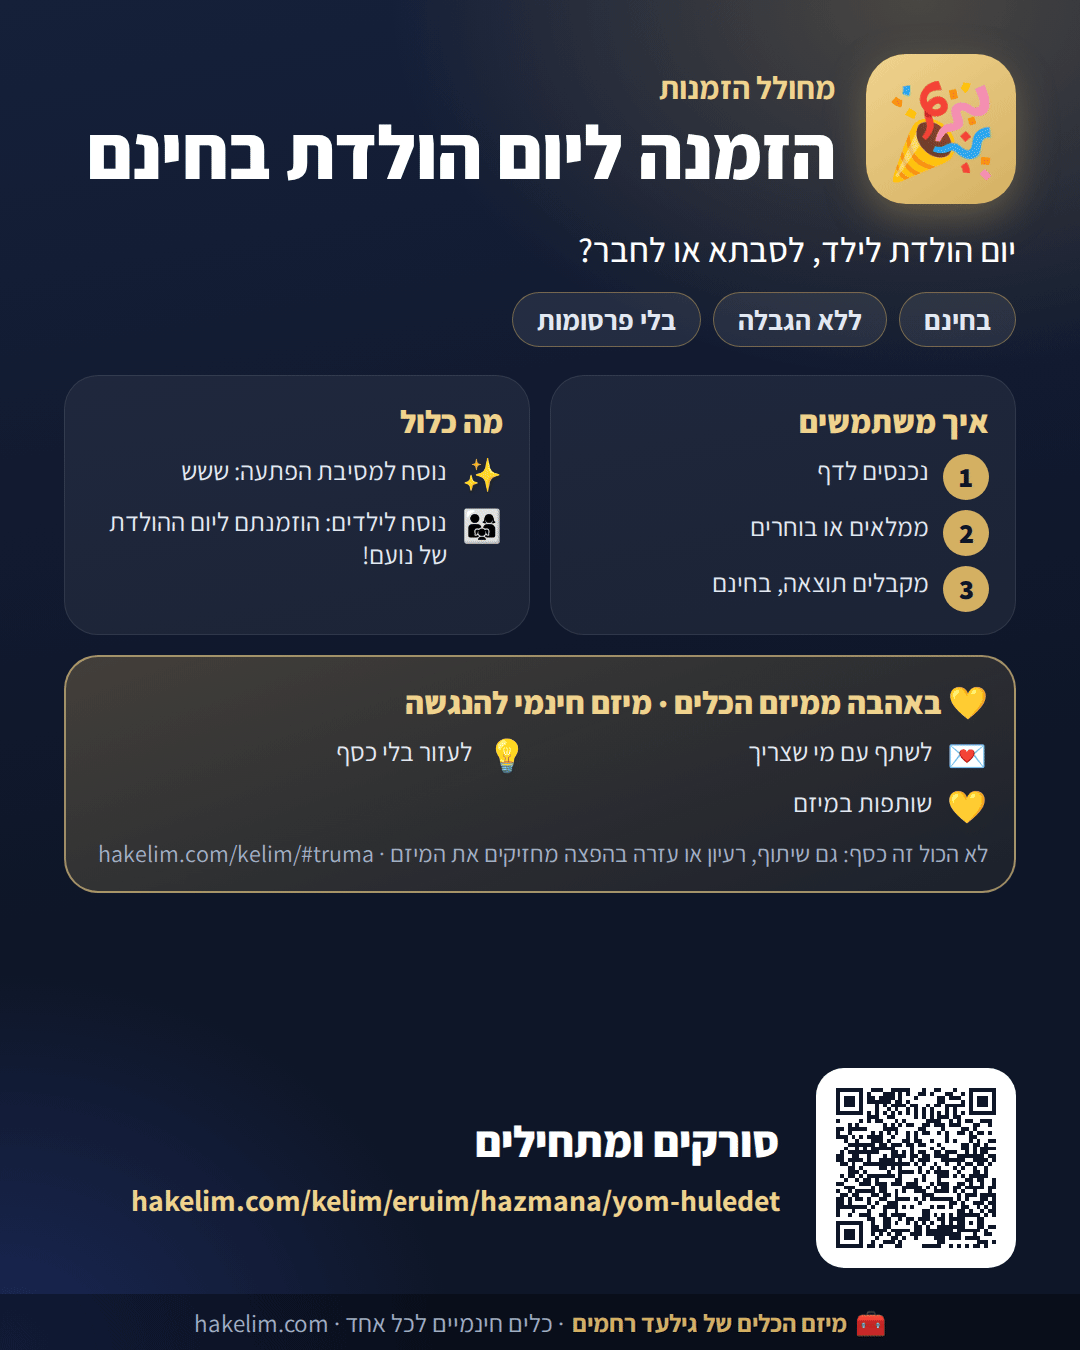 מחולל הזמנות
הזמנה ליום הולדת בחינם
יום הולדת לילד, לסבתא או לחבר?
בחינם
ללא הגבלה
בלי פרסומות
איך משתמשים
1 נכנסים לדף
2 ממלאים או בוחרים
3 מקבלים תוצאה, בחינם
מה כלול
נוסח למסיבת הפתעה: ששש
נוסח לילדים: הוזמנתם ליום ההולדת
של נועם!
באהבה ממיזם הכלים · מיזם חינמי להנגשה
לשתף עם מי שצריך
לעזור בלי כסף
שותפות במיזם
לא הכול זה כסף: גם שיתוף, רעיון או עזרה בהפצה מחזיקים את המיזם · hakelim.com/kelim/#truma
סורקים ומתחילים
hakelim.com/kelim/eruim/hazmana/yom-huledet
מיזם הכלים של גילעד רחמים · כלים חינמיים לכל אחד · hakelim.com